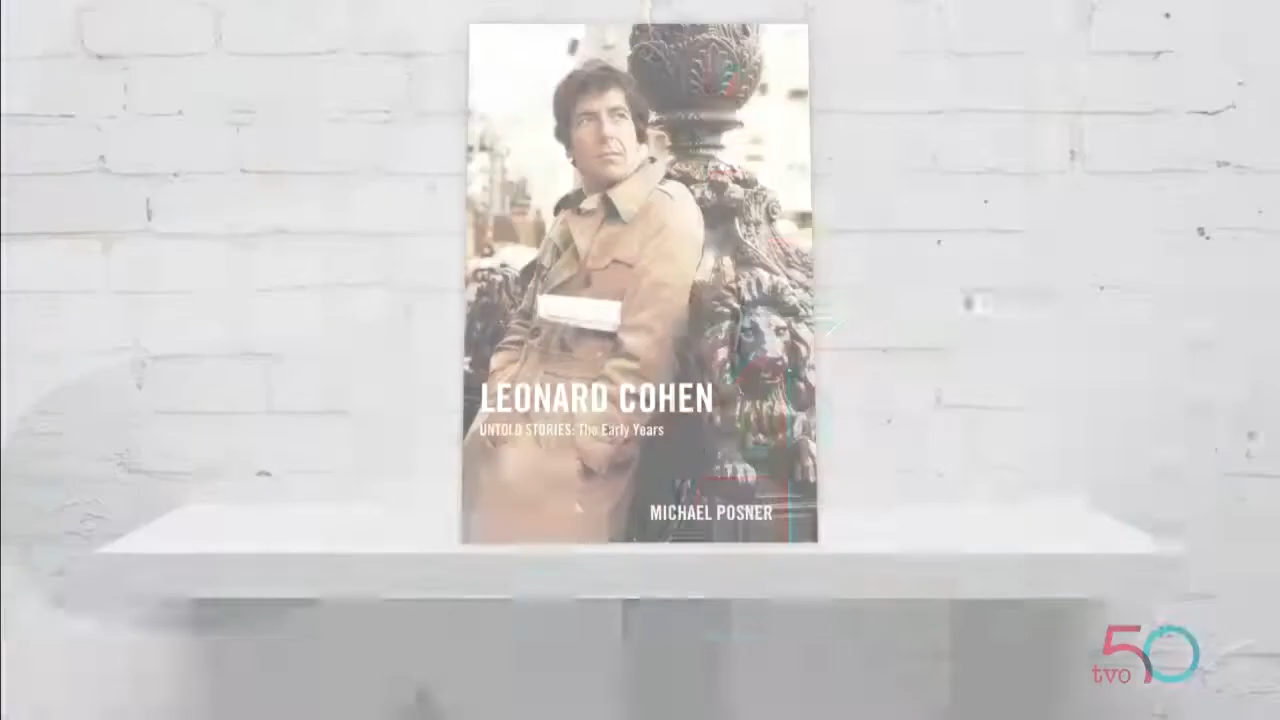 LEONARD COHEN
UNTOLD STORIES: The Early Years
MICHAEL POSNER
50
tvo